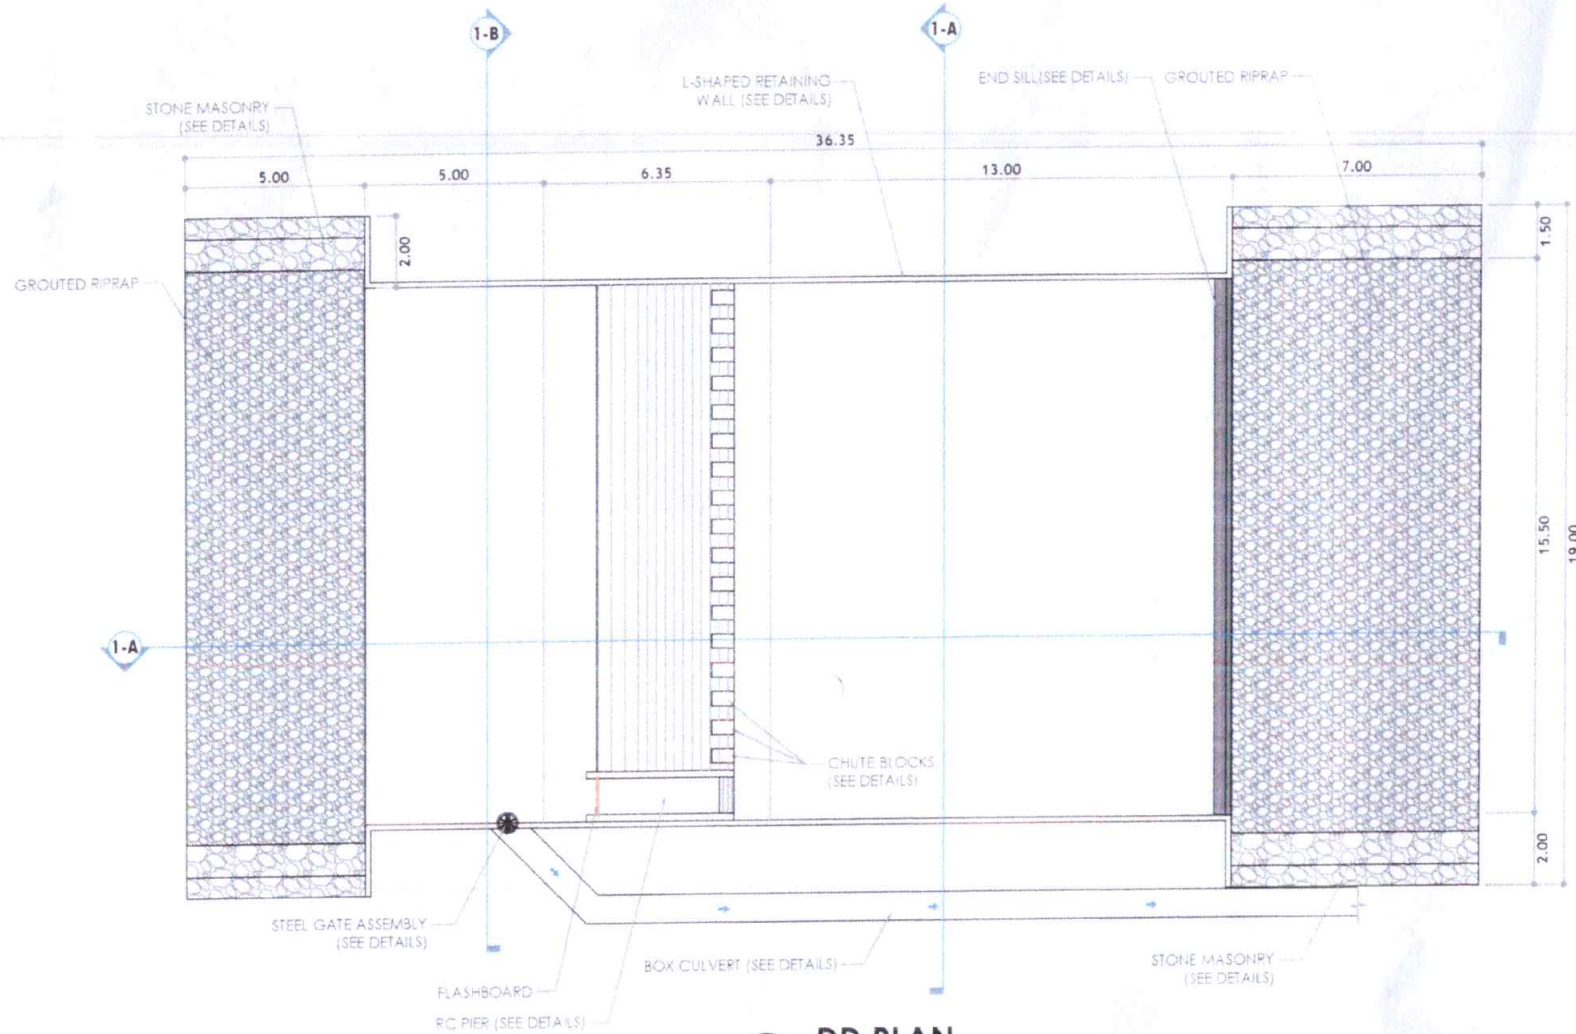 1-B
1-A
STONE MASONRY
(SEE DETAILS)
L-SHAPED RETAINING
WALL (SEE DETAILS)
END SILL(SEE DETAILS)
GROUTED RIPRAP
36.35
5.00
5.00
6.35
13.00
7.00
2.00
1.50
GROUTED RIPRAP
15.50
19.00
1-A
CHUTE BLOCKS
(SEE DETAILS)
2.00
STEEL GATE ASSEMBLY
(SEE DETAILS)
BOX CULVERT (SEE DETAILS)
STONE MASONRY
(SEE DETAILS)
FLASHBOARD
RC PIER (SEE DETAILS)